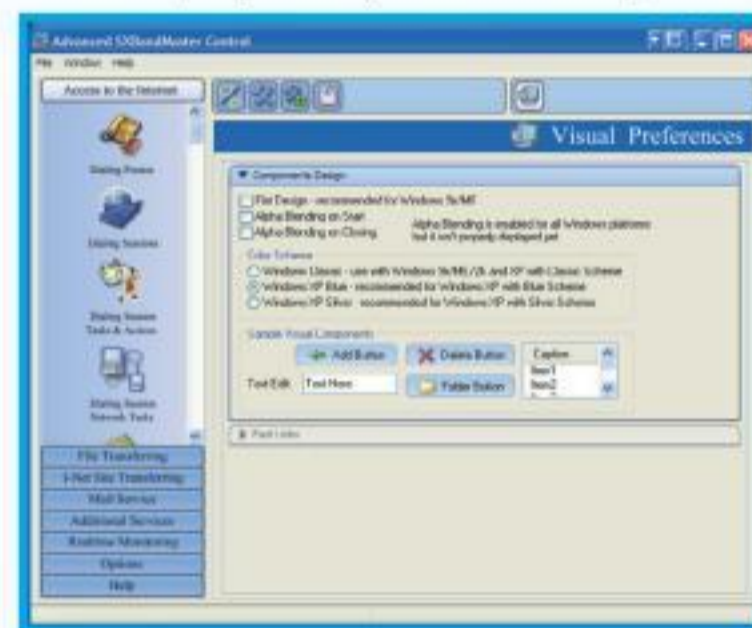 Advanced SXBandMaster Control
File Window Help
Access to the Internet
Visual Preferences
Dialing Process
Components Design
Flat Design - recommended for Windows 9x/ME
Alpha Blending on Start
Alpha Blending on Closing
Alpha Blending is enabled for all Windows platforms
but it isn't properly displayed yet
Dialing Sessions
Color Scheme
Windows Classic - use with Windows 9x/ME/2k and XP with Classic Scheme
Windows XP Blue - recommended for Windows XP with Blue Scheme
Windows XP Silver - recommended for Windows XP with Silver Scheme
Dialing Session
Tasks & Actions
Sample Visual Components
Add Button
Delete Button
Caption
Item1
Item2
Text Edit
Text Here
Folder Button
Dialing Session
Network Tasks
Fast Links
File Transferring
I-Net Site Transferring
Mail Service
Additional Services
Realtime Monitoring
Options
Help